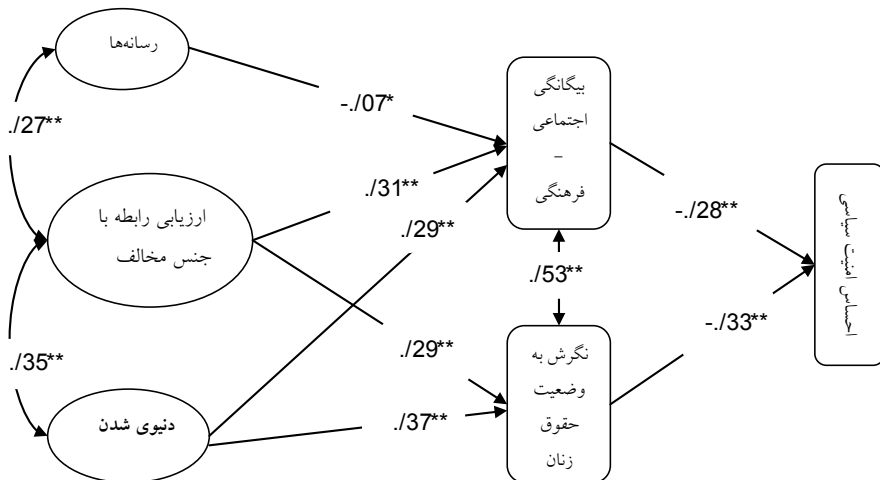 رسانه‌ها
-./07*
./27**
بیگانگی
اجتماعی
–
فرهنگی
./31**
ارزیابی رابطه با
جنس مخالف
./29**
-./28**
احساس امنیت سیاسی
./53**
-./33**
./29**
./35**
نگرش به
وضعیت
حقوق
زنان
دنیوی شدن
./37**